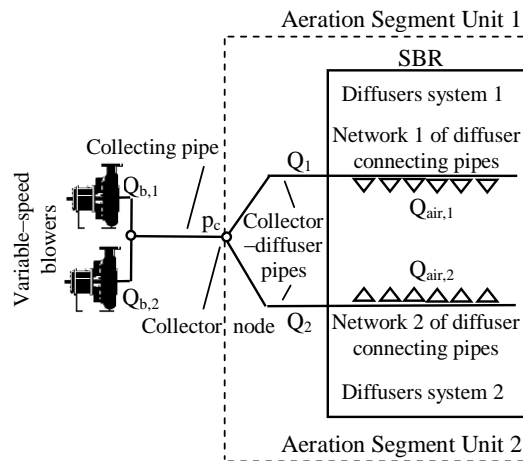 Aeration Segment Unit 1
SBR
Diffusers system 1
Network 1 of diffuser
connecting pipes
Collecting pipe
Q1
Qb,1
Qair,1
Variable–speed
blowers
pc
Collector
–diffuser
pipes
Qair,2
Qb,2
Collector node
Q2
Network 2 of diffuser
connecting pipes
Diffusers system 2
Aeration Segment Unit 2